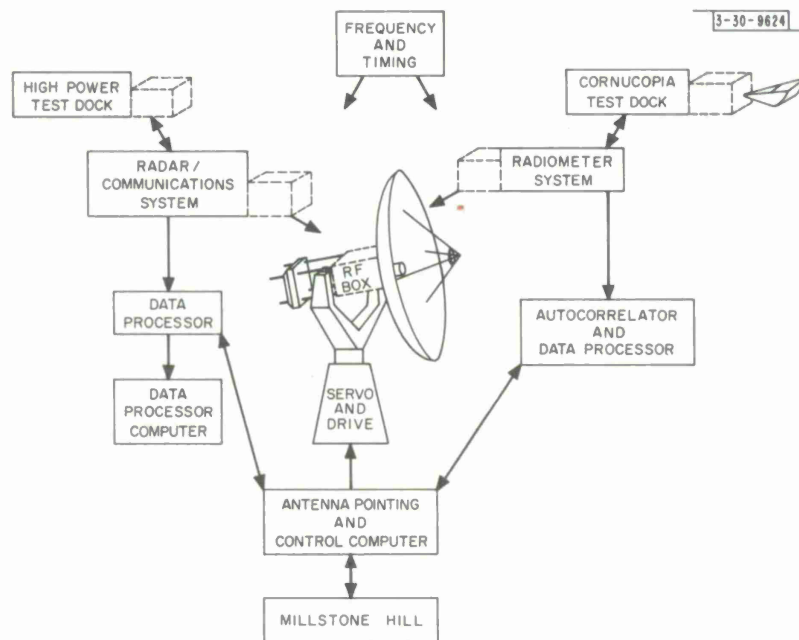 3-30-9624
FREQUENCY
AND
TIMING
HIGH POWER
TEST DOCK
CORNUCOPIA
TEST DOCK
RADAR/
COMMUNICATIONS
SYSTEM
RADIOMETER
SYSTEM
RF
BOX
DATA
PROCESSOR
AUTOCORRELATOR
AND
DATA PROCESSOR
DATA
PROCESSOR
COMPUTER
SERVO
AND
DRIVE
ANTENNA POINTING
AND
CONTROL COMPUTER
MILLSTONE HILL